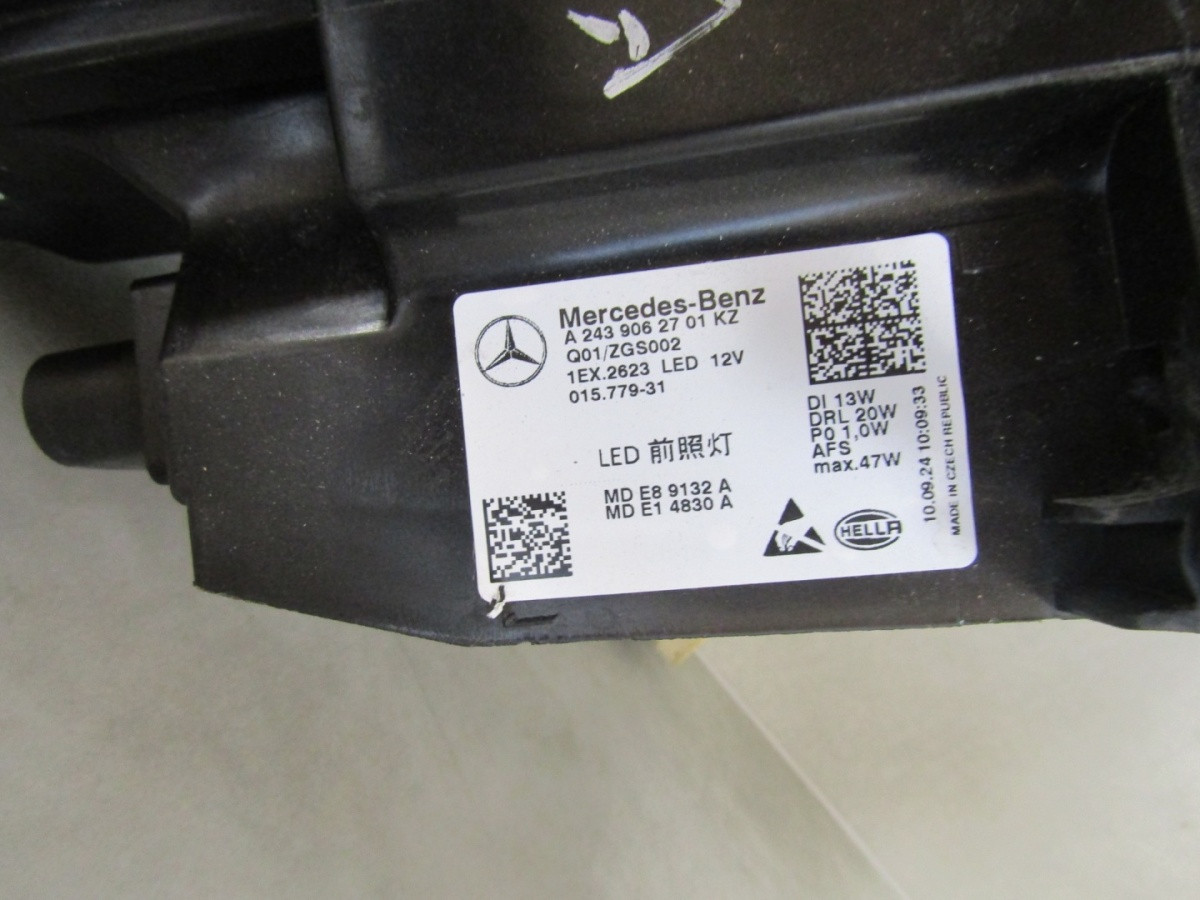 Mercedes-Benz
A 243 906 27 01 KZ
Q01/ZGS002
1EX.2623 LED 12V
015.779-31
LED 前照灯
MD E8 9132 A
MD E1 4830 A
DI 13W
DRL 20W
PO 1,0W
AFS
max.47W
HELLA
10.09.24 10:09:33
MADE IN CZECH REPUBLIC